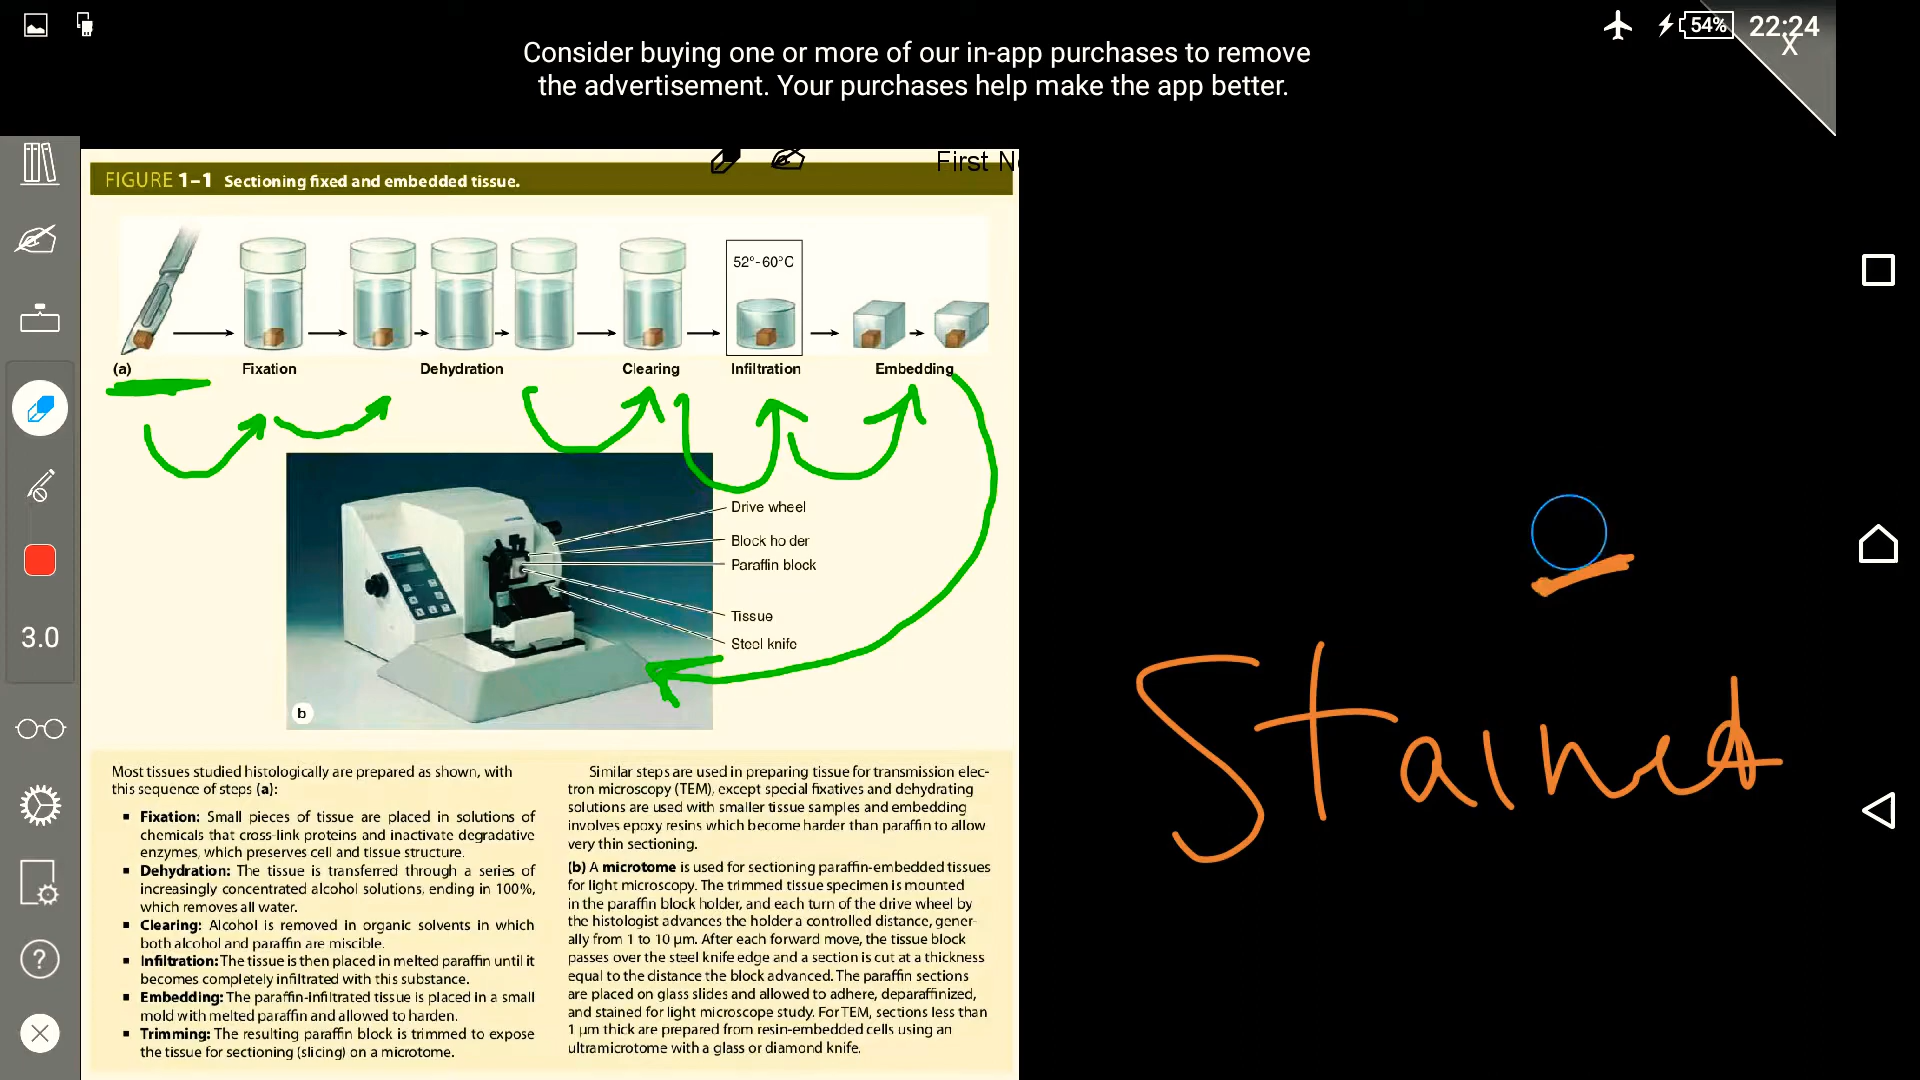 54% 22:24
X
Consider buying one or more of our in-app purchases to remove
the advertisement. Your purchases help make the app better.
First N
FIGURE 1–1 Sectioning fixed and embedded tissue.
52°-60°C
(a) Fixation Dehydration Clearing Infiltration Embedding
Drive wheel
Block holder
Paraffin block
Tissue
Steel knife
b
3.0
Most tissues studied histologically are prepared as shown, with
this sequence of steps (a):
▪ Fixation: Small pieces of tissue are placed in solutions of
chemicals that cross-link proteins and inactivate degradative
enzymes, which preserves cell and tissue structure.
▪ Dehydration: The tissue is transferred through a series of
increasingly concentrated alcohol solutions, ending in 100%,
which removes all water.
▪ Clearing: Alcohol is removed in organic solvents in which
both alcohol and paraffin are miscible.
▪ Infiltration: The tissue is then placed in melted paraffin until it
becomes completely infiltrated with this substance.
▪ Embedding: The paraffin-infiltrated tissue is placed in a small
mold with melted paraffin and allowed to harden.
▪ Trimming: The resulting paraffin block is trimmed to expose
the tissue for sectioning (slicing) on a microtome.
Similar steps are used in preparing tissue for transmission elec-
tron microscopy (TEM), except special fixatives and dehydrating
solutions are used with smaller tissue samples and embedding
involves epoxy resins which become harder than paraffin to allow
very thin sectioning.
(b) A microtome is used for sectioning paraffin-embedded tissues
for light microscopy. The trimmed tissue specimen is mounted
in the paraffin block holder, and each turn of the drive wheel by
the histologist advances the holder a controlled distance, gener-
ally from 1 to 10 μm. After each forward move, the tissue block
passes over the steel knife edge and a section is cut at a thickness
equal to the distance the block advanced. The paraffin sections
are placed on glass slides and allowed to adhere, deparaffinized,
and stained for light microscope study. For TEM, sections less than
1 μm thick are prepared from resin-embedded cells using an
ultramicrotome with a glass or diamond knife.
Stained